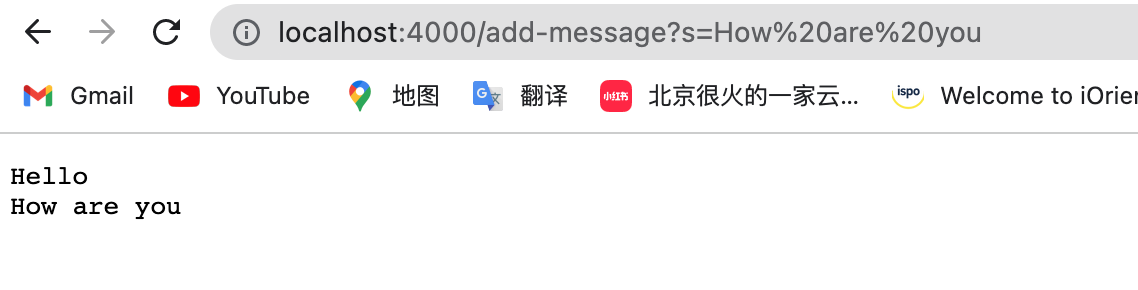 localhost:4000/add-message?s=How%20are%20you
Gmail YouTube 地图 翻译 小红书 北京很火的一家云... ispo Welcome to iOrier
Hello
How are you